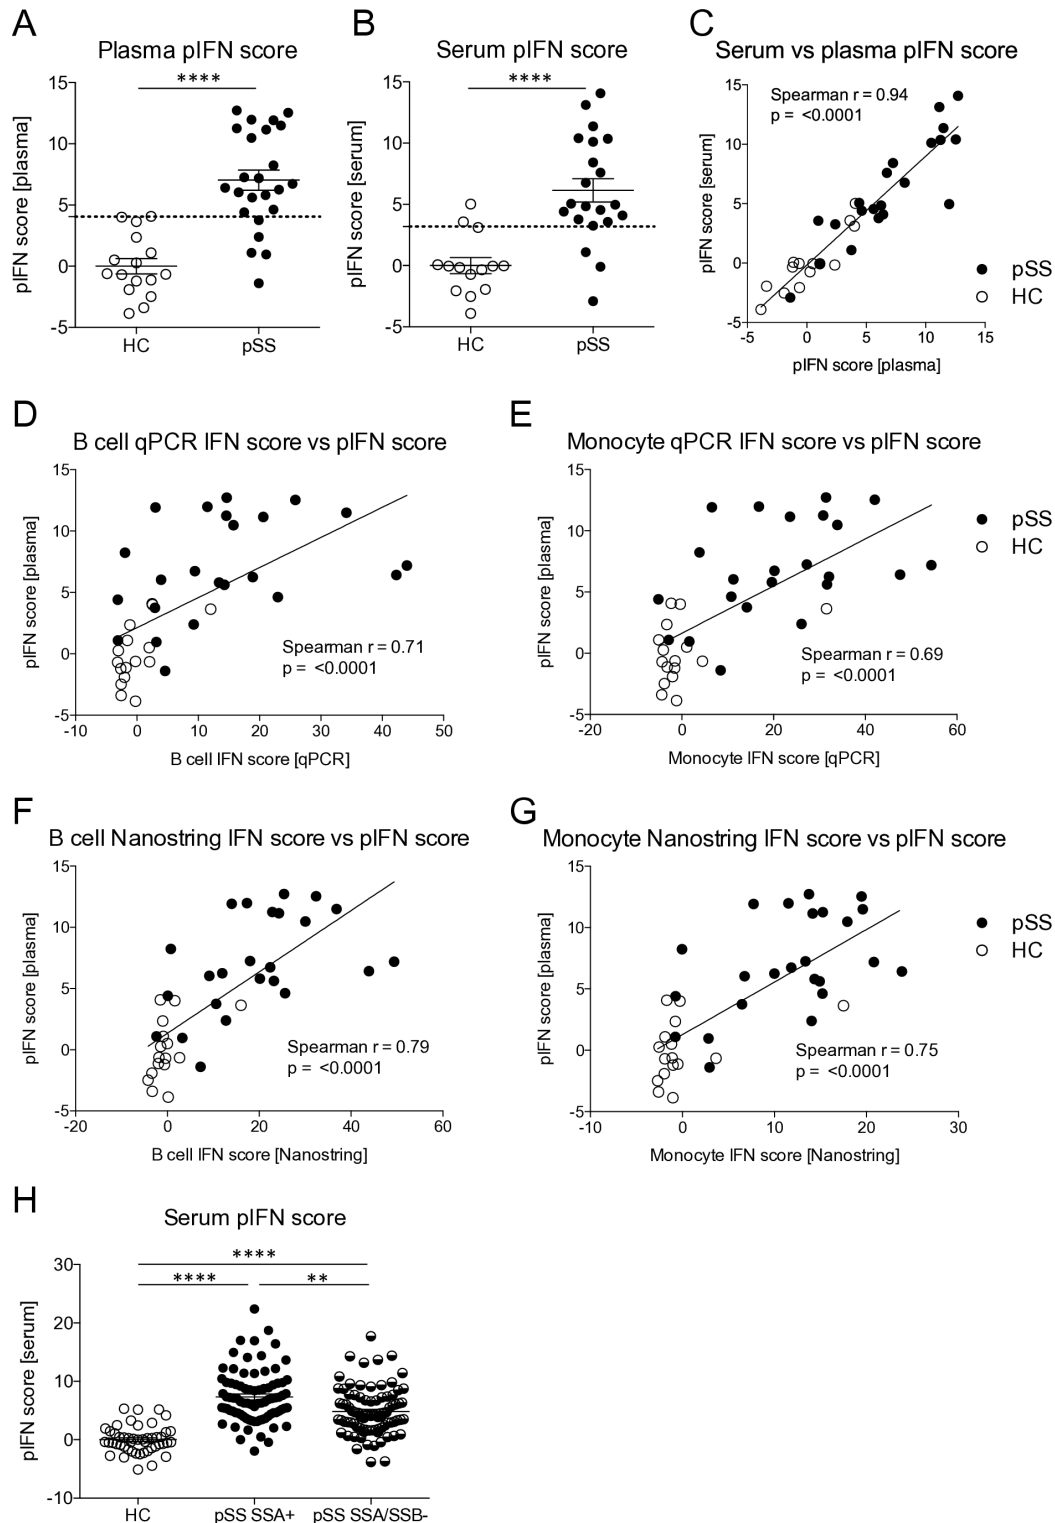 A
Plasma pIFN score
****
pIFN score [plasma]
15
10
5
0
-5
HC
pSS
B
Serum pIFN score
****
pIFN score [serum]
15
10
5
0
-5
HC
pSS
C
Serum vs plasma pIFN score
Spearman r = 0.94
p = <0.0001
pIFN score [serum]
15
10
5
0
-5
-5
0
5
10
15
pIFN score [plasma]
pSS
HC
D
B cell qPCR IFN score vs pIFN score
pIFN score [plasma]
15
10
5
0
-5
Spearman r = 0.71
p = <0.0001
-10
0
10
20
30
40
50
B cell IFN score [qPCR]
E
Monocyte qPCR IFN score vs pIFN score
pIFN score [plasma]
15
10
5
0
-5
Spearman r = 0.69
p = <0.0001
-20
0
20
40
60
Monocyte IFN score [qPCR]
pSS
HC
F
B cell Nanostring IFN score vs pIFN score
pIFN score [plasma]
15
10
5
0
-5
Spearman r = 0.79
p = <0.0001
-20
0
20
40
60
B cell IFN score [Nanostring]
G
Monocyte Nanostring IFN score vs pIFN score
pIFN score [plasma]
15
10
5
0
-5
Spearman r = 0.75
p = <0.0001
-10
0
10
20
30
Monocyte IFN score [Nanostring]
pSS
HC
H
Serum pIFN score
****
****
**
pIFN score [serum]
30
20
10
0
-10
HC
pSS SSA+
pSS SSA/SSB-